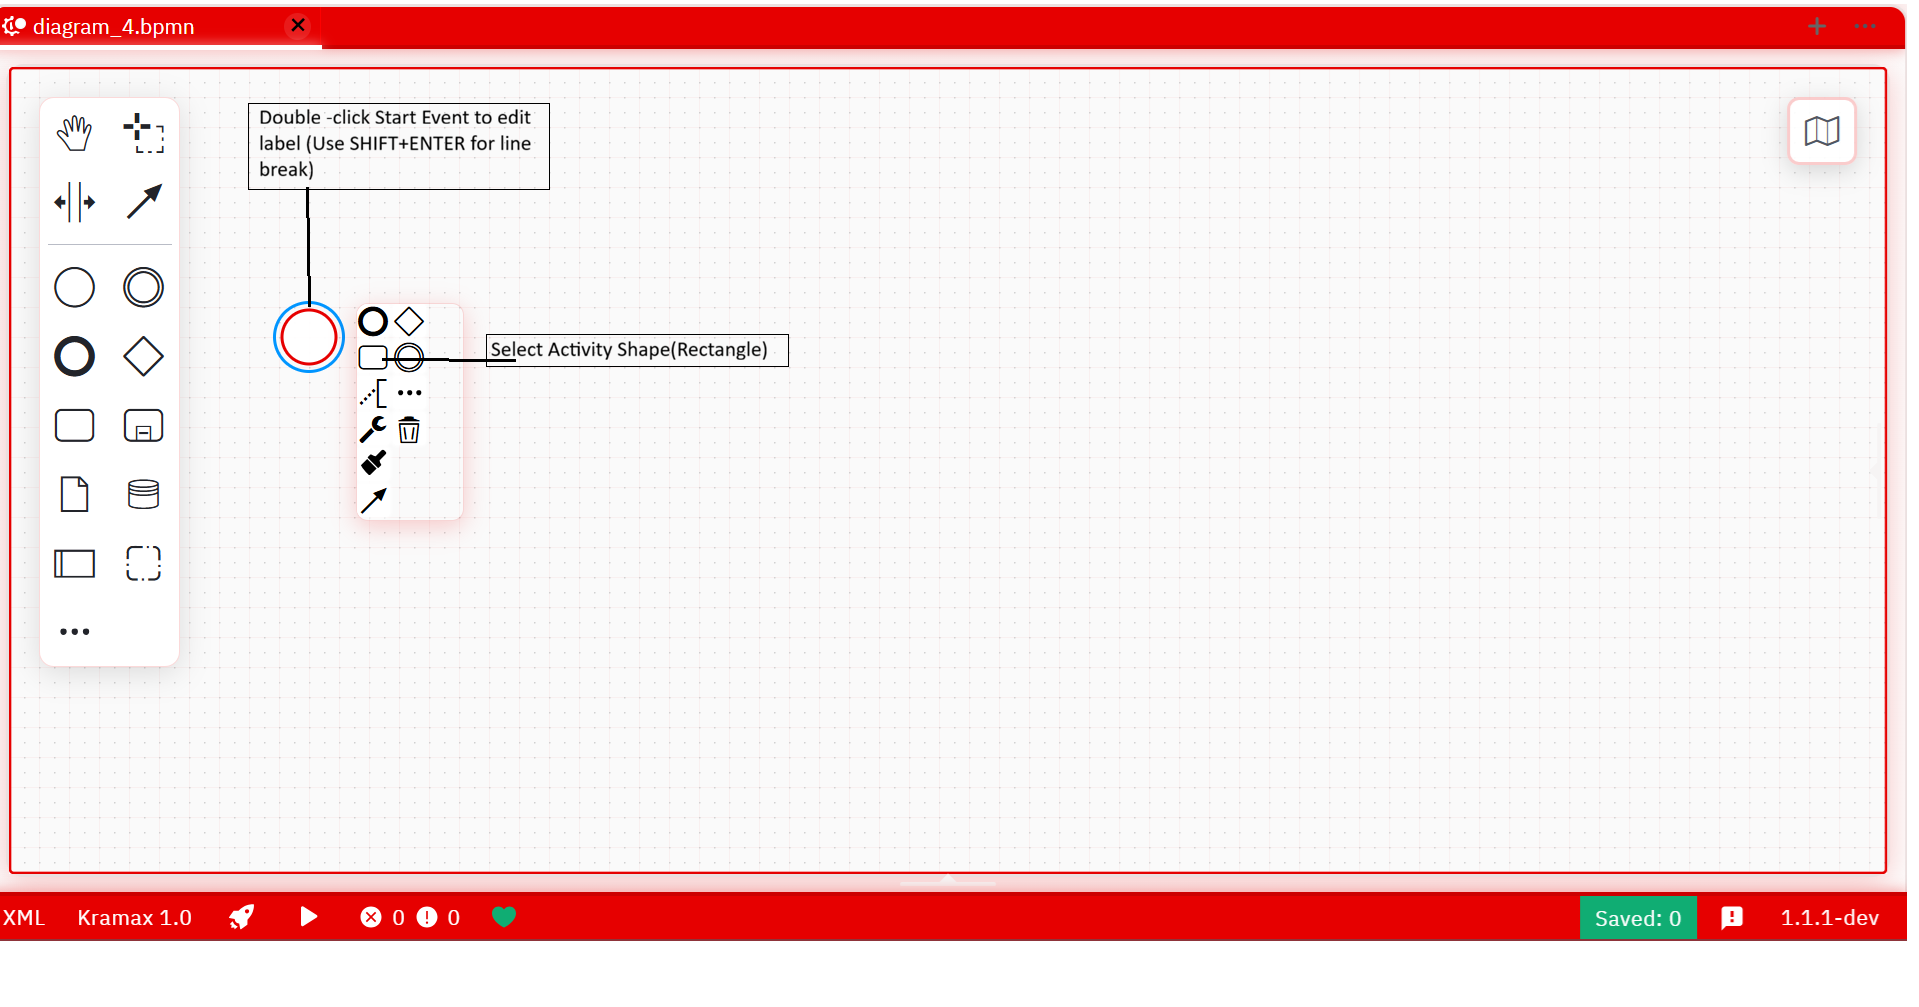 diagram_4.bpmn
Double -click Start Event to edit
label (Use SHIFT+ENTER for line
break)
Select Activity Shape(Rectangle)
XML Kramax 1.0 0 0 Saved: 0 1.1.1-dev